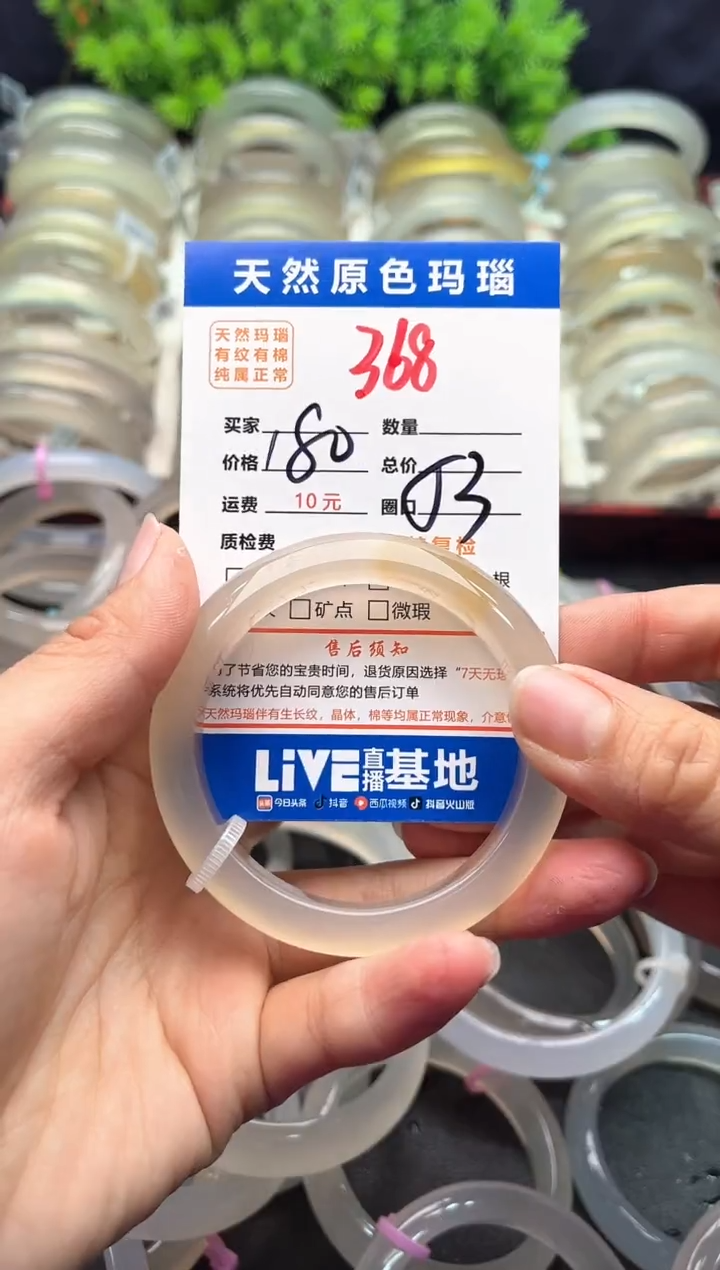 天然原色玛瑙
天然玛瑙
有纹有棉
纯属正常
368
买家
数量
180
价格
总价
运费 10元
圈口 53
质检费
复检
根
□矿点 □微瑕
售后须知
了节省您的宝贵时间，退货原因选择“7天无理
系统将优先自动同意您的售后订单
天然玛瑙伴有生长纹，晶体，棉等均属正常现象，介意
LIVE直播基地
今日头条 抖音 西瓜视频 抖音火山版